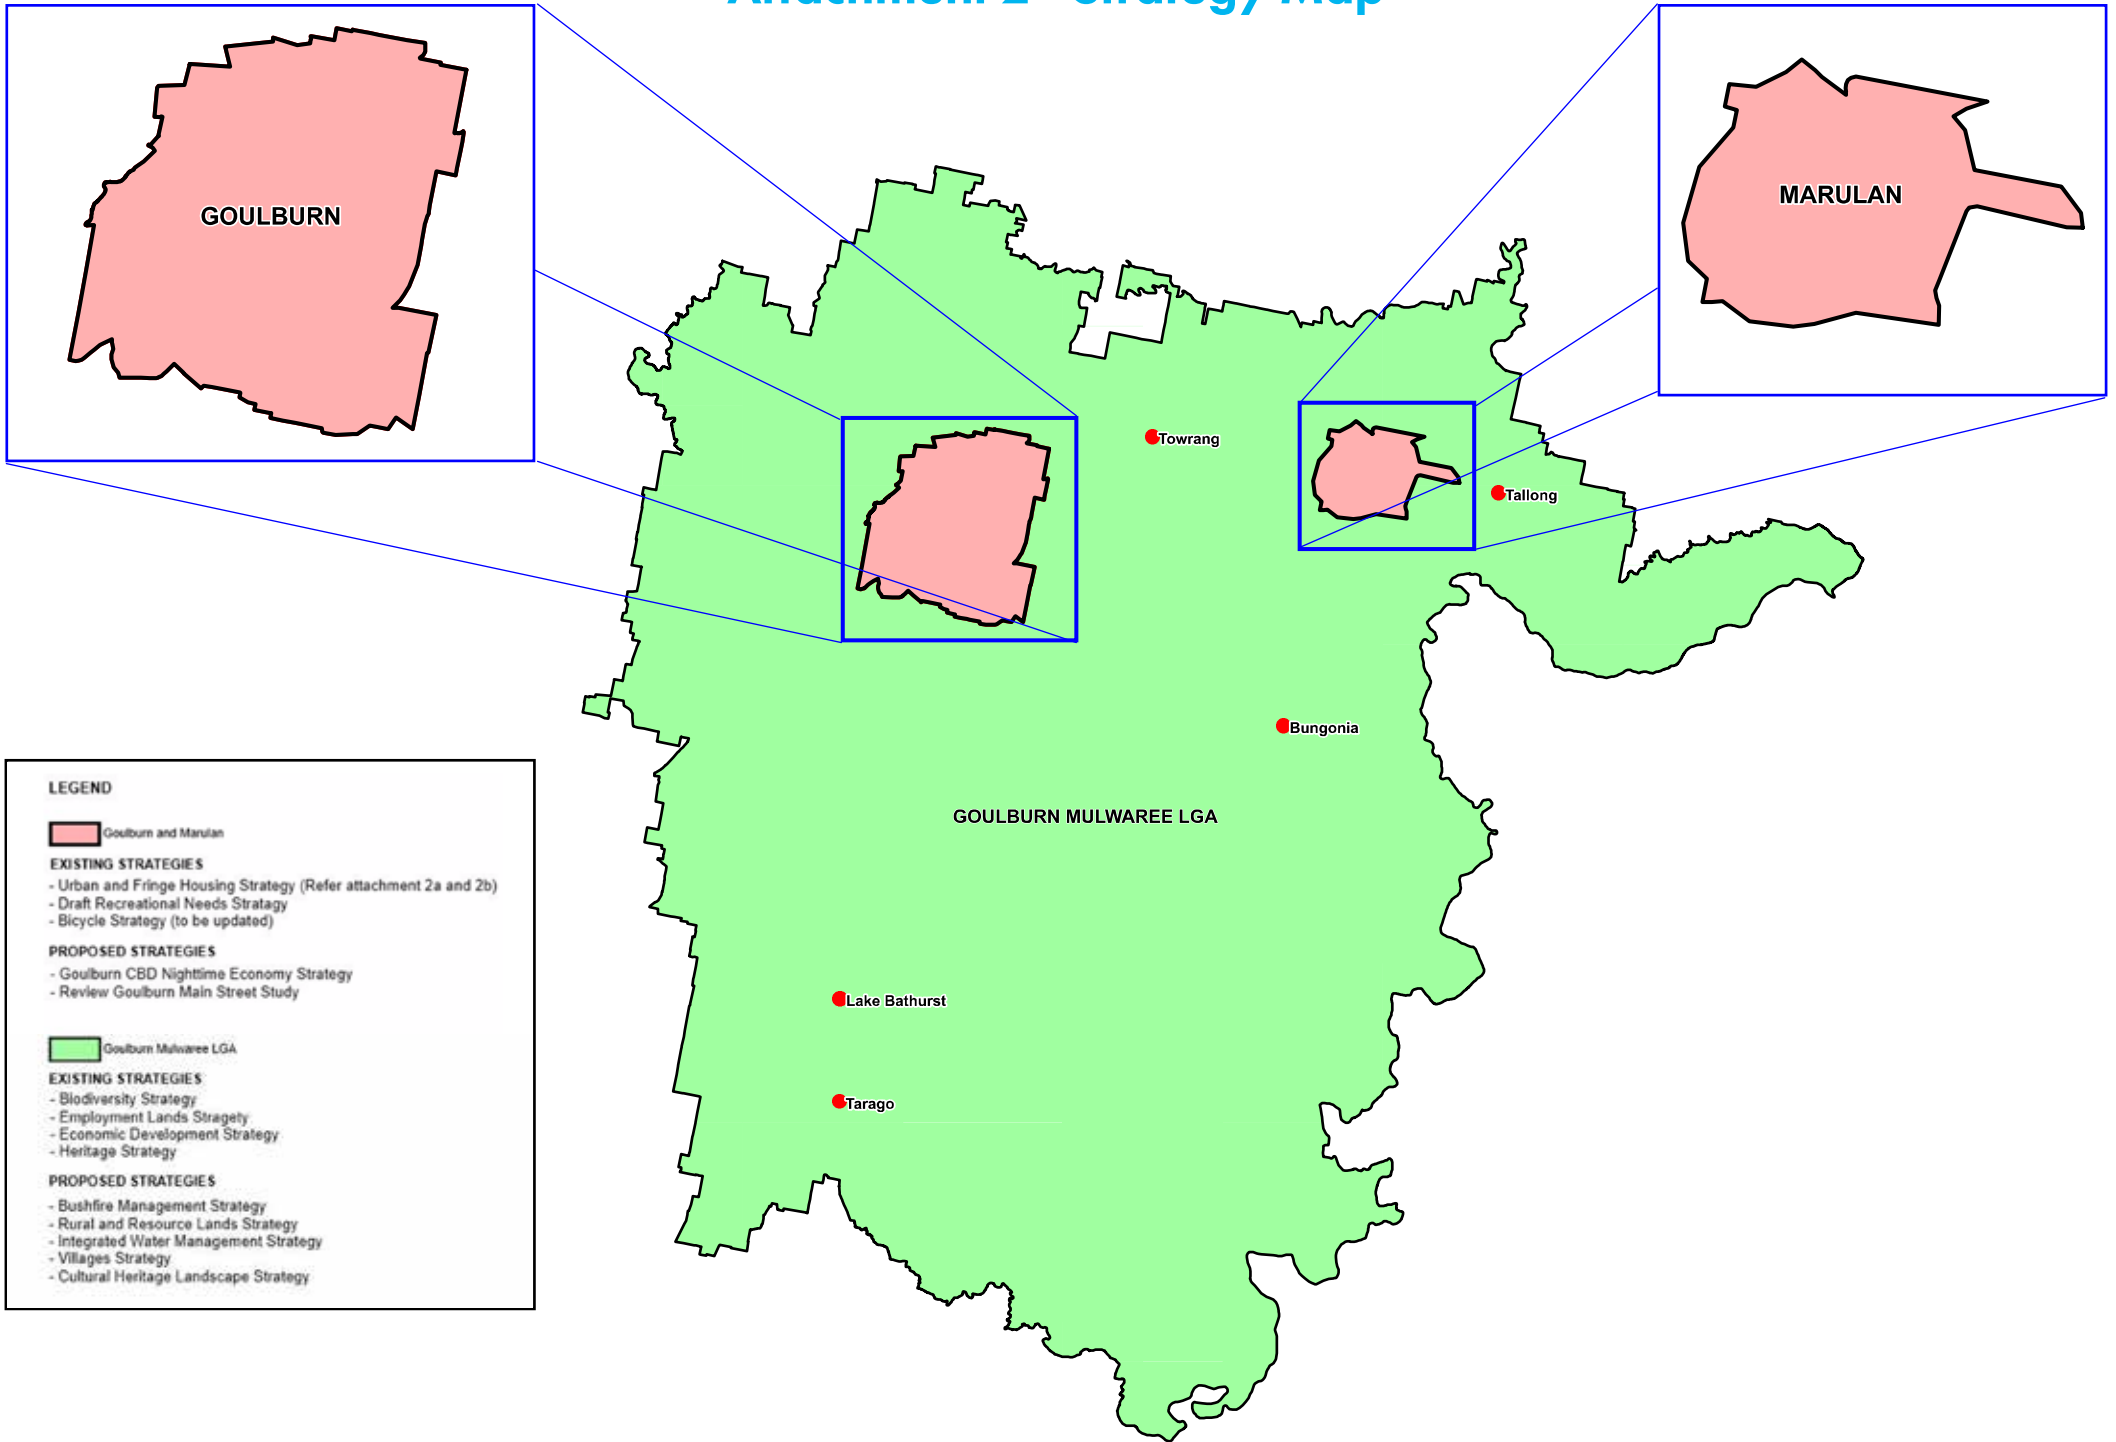 Attachment 2 - Strategy Map
GOULBURN
MARULAN
Towrang
Tallong
Bungonia
GOULBURN MULWAREE LGA
Lake Bathurst
Tarago
LEGEND
Goulburn and Marulan
EXISTING STRATEGIES
- Urban and Fringe Housing Strategy (Refer attachment 2a and 2b)
- Draft Recreational Needs Stratagy
- Bicycle Strategy (to be updated)
PROPOSED STRATEGIES
- Goulburn CBD Nighttime Economy Strategy
- Review Goulburn Main Street Study
Goulburn Mulwaree LGA
EXISTING STRATEGIES
- Biodiversity Strategy
- Employment Lands Stragety
- Economic Development Strategy
- Heritage Strategy
PROPOSED STRATEGIES
- Bushfire Management Strategy
- Rural and Resource Lands Strategy
- Integrated Water Management Strategy
- Villages Strategy
- Cultural Heritage Landscape Strategy